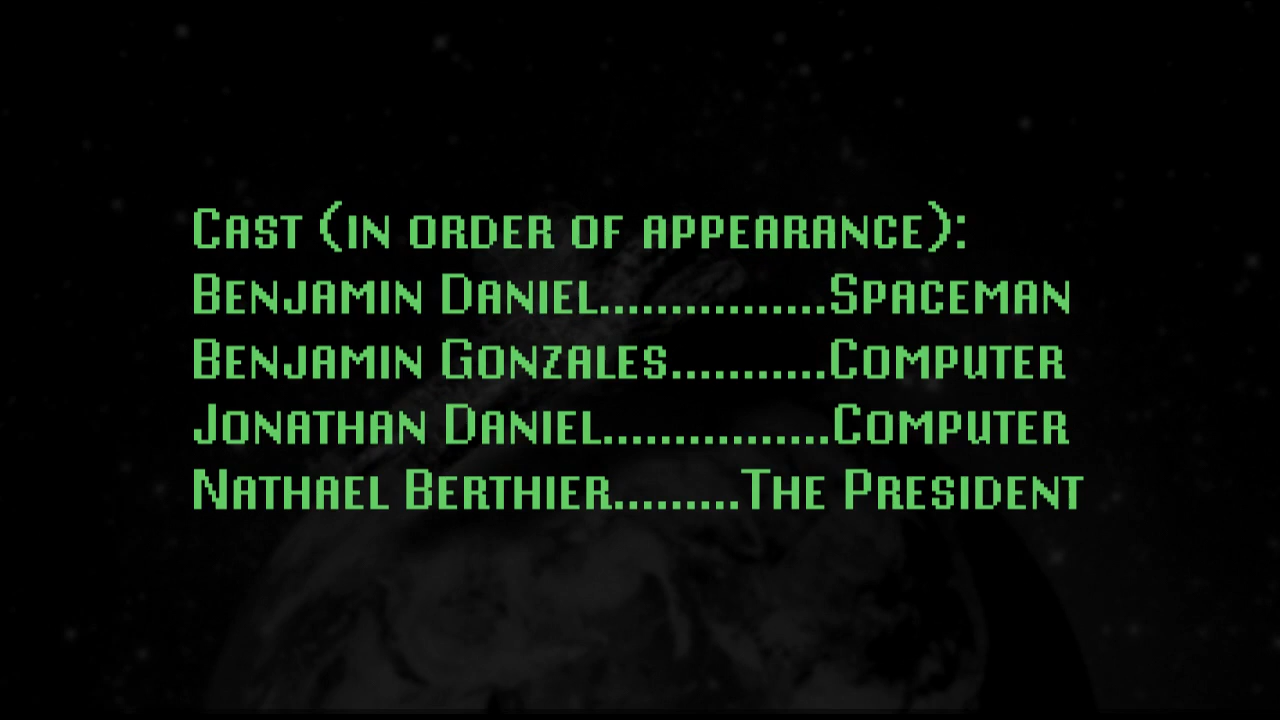 Cast (in order of appearance):
Benjamin Daniel................Spaceman
Benjamin Gonzales...........Computer
Jonathan Daniel................Computer
Nathael Berthier.........The President